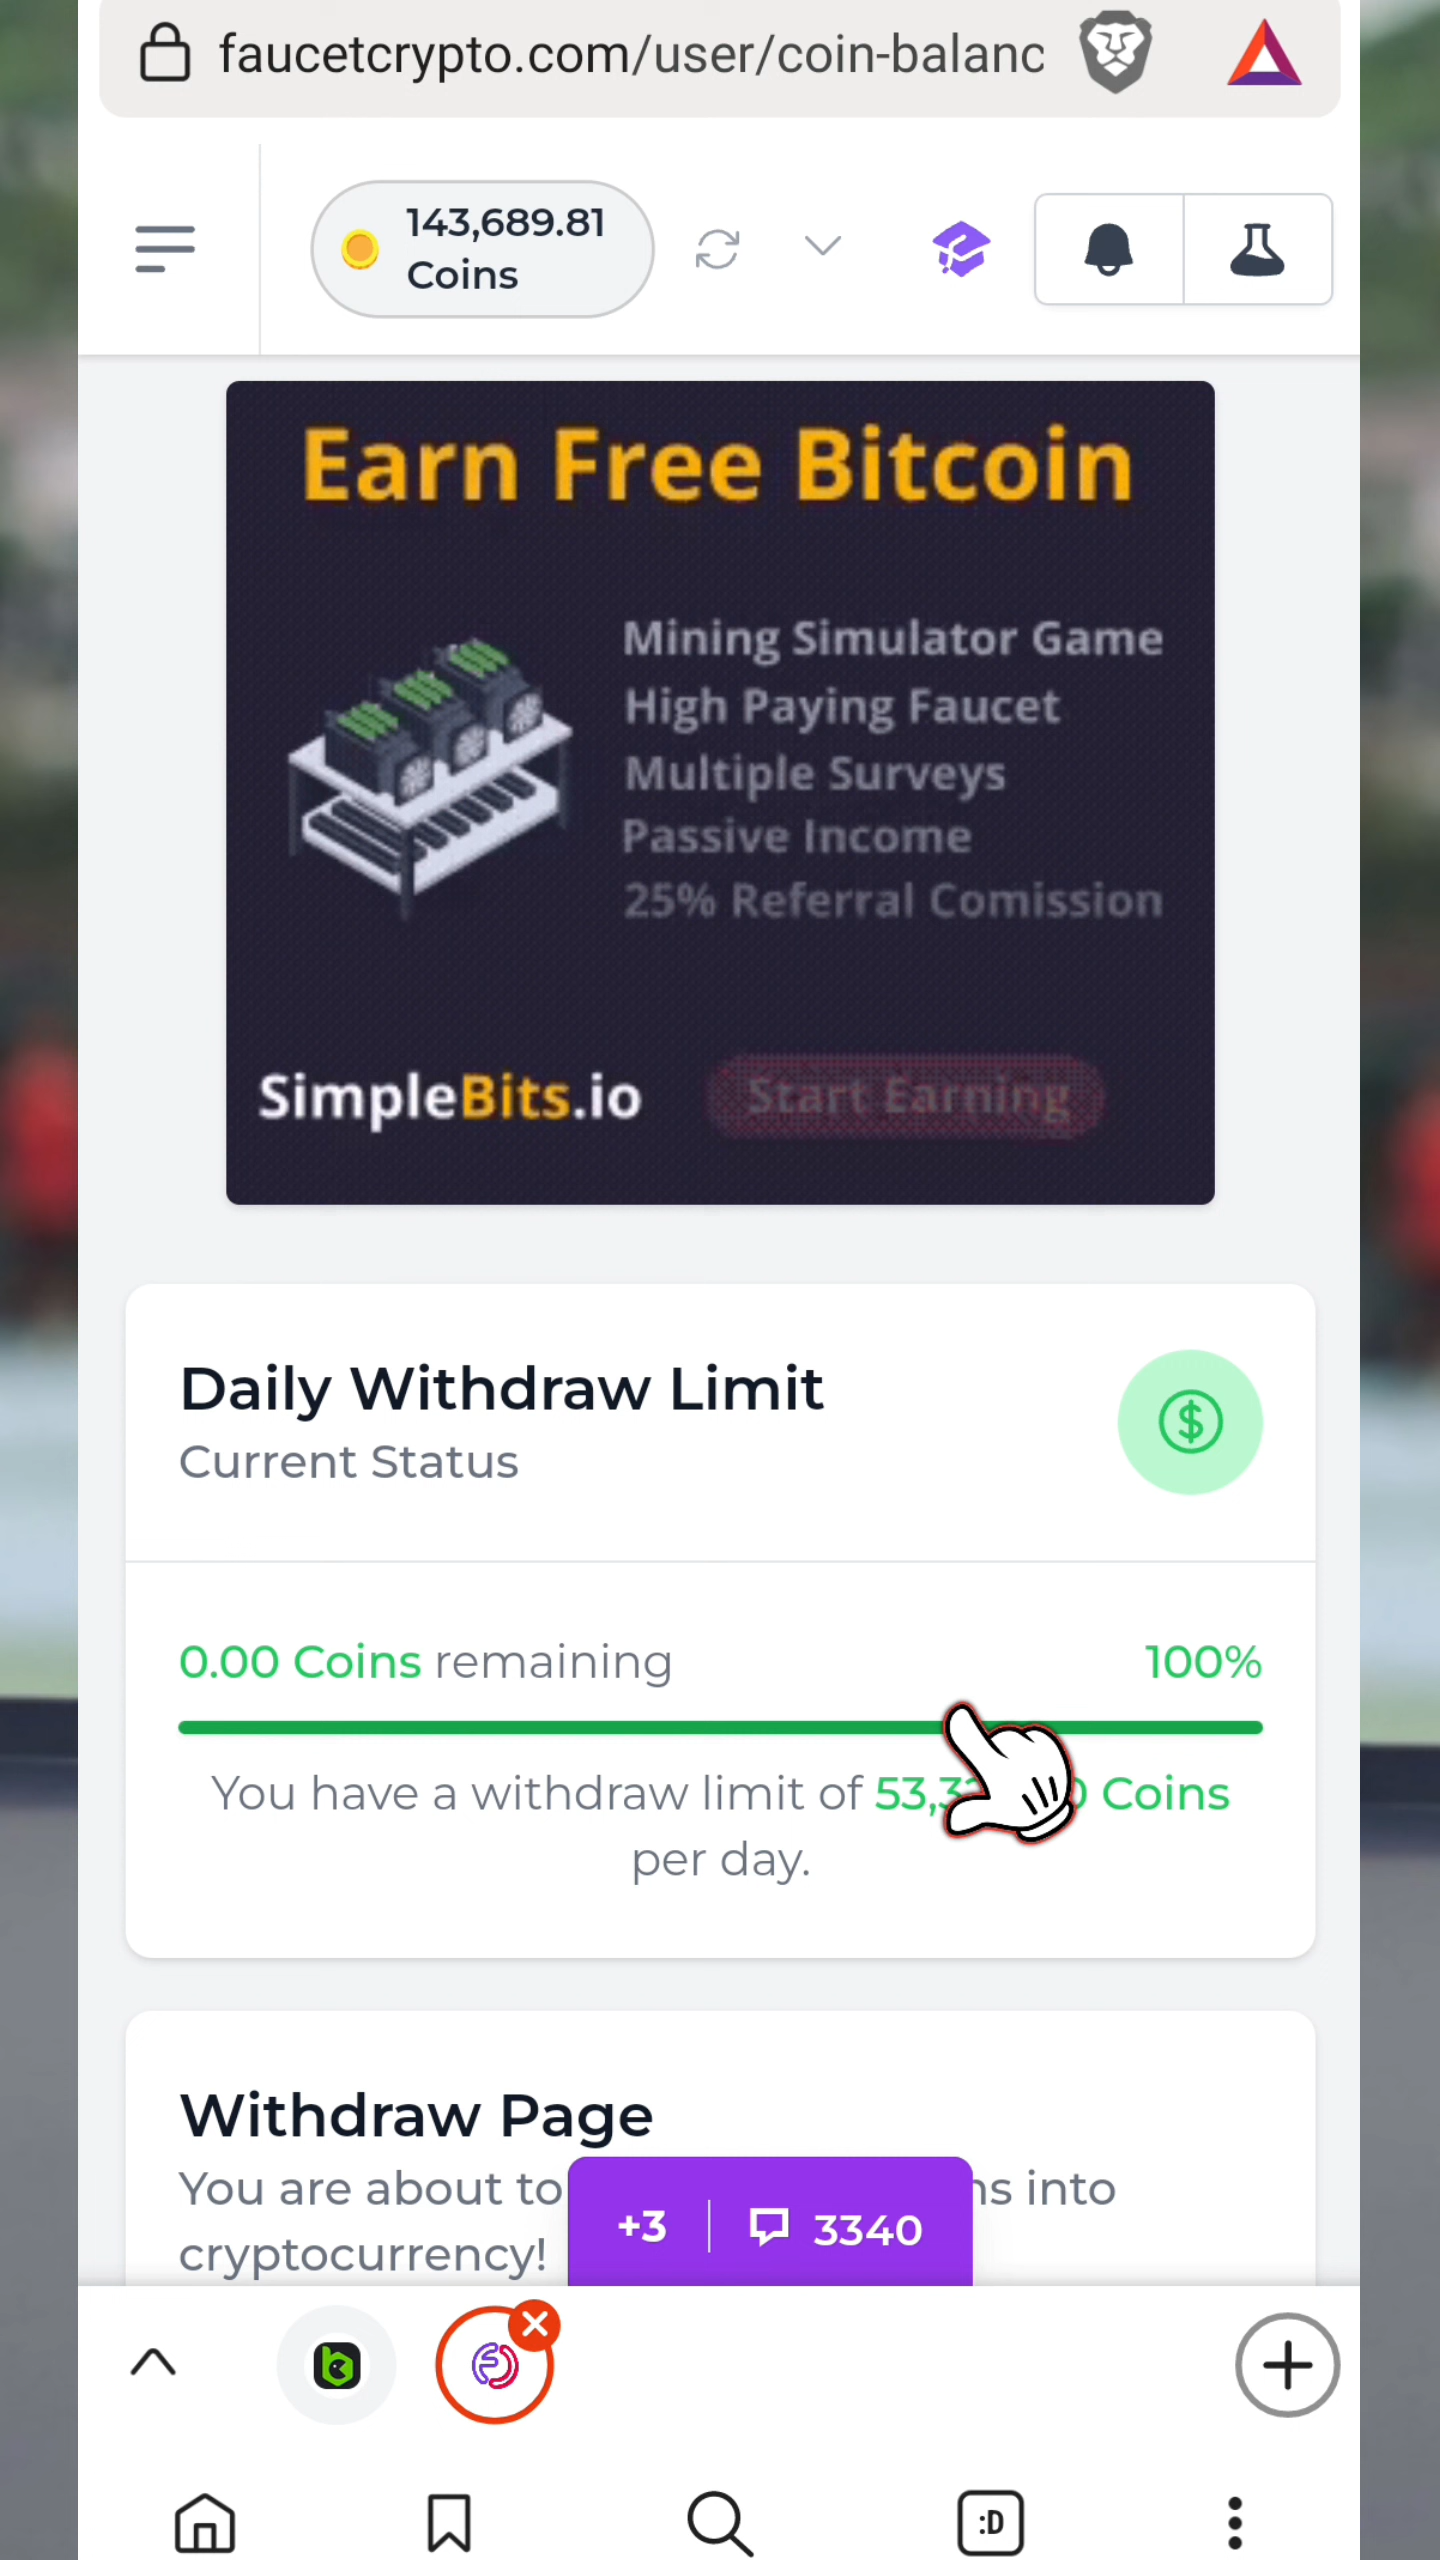 faucetcrypto.com/user/coin-balanc
143,689.81
Coins
Earn Free Bitcoin
Mining Simulator Game
High Paying Faucet
Multiple Surveys
Passive Income
25% Referral Comission
SimpleBits.io
Start Earning
Daily Withdraw Limit
Current Status
0.00 Coins remaining
100%
You have a withdraw limit of Coins
per day.
Withdraw Page
You are about to into
cryptocurrency!
+3
3340
:D